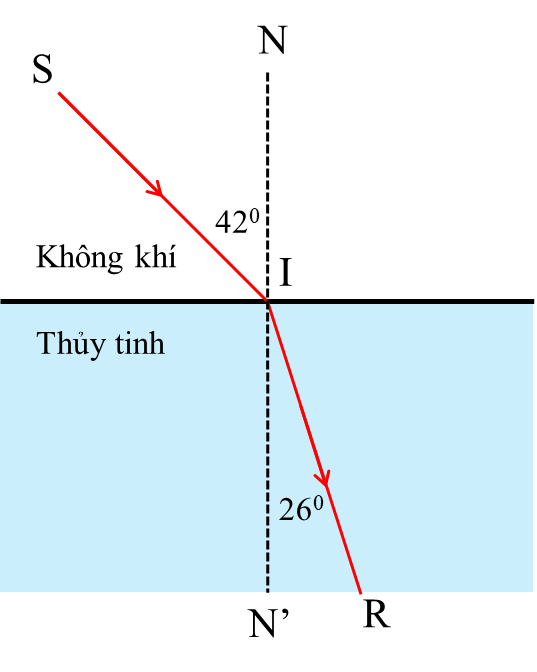 N
S
42⁰
Không khí
I
Thủy tinh
26⁰
N’
R